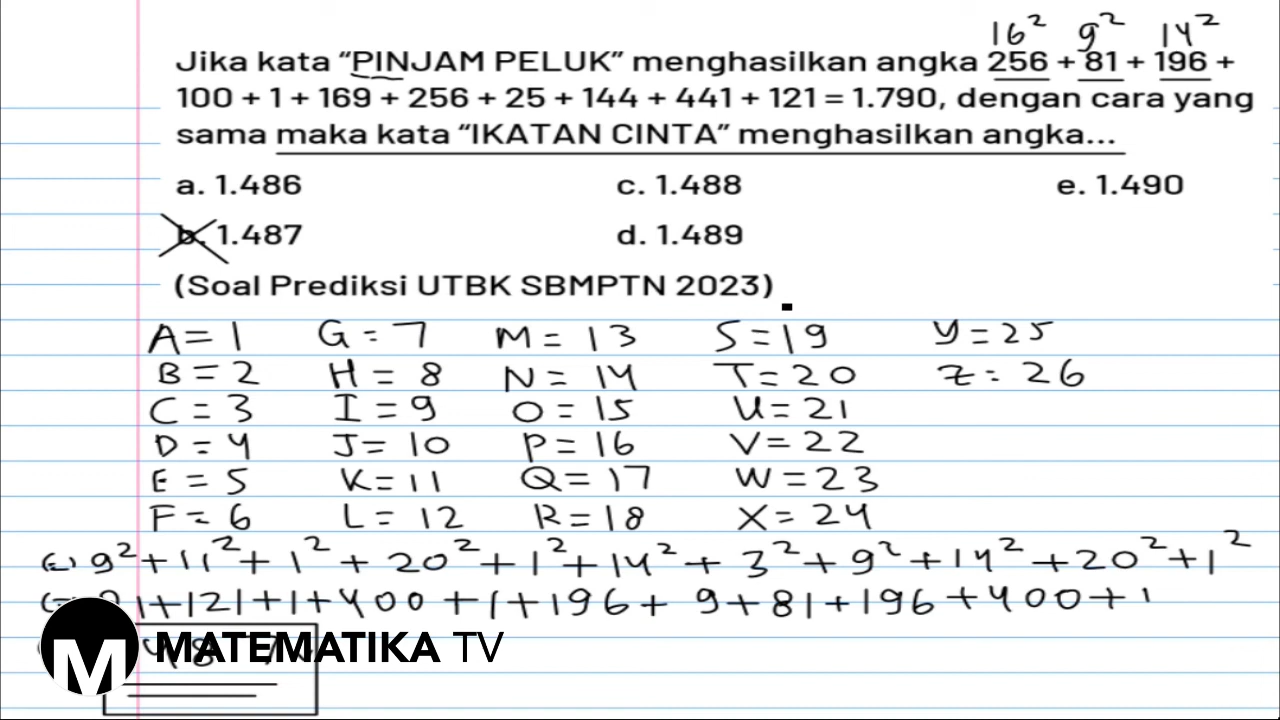 16² 9² 14²
Jika kata “PINJAM PELUK” menghasilkan angka 256 + 81 + 196 +
100 + 1 + 169 + 256 + 25 + 144 + 441 + 121 = 1.790, dengan cara yang
sama maka kata “IKATAN CINTA” menghasilkan angka...
a. 1.486 c. 1.488 e. 1.490
b. 1.487 d. 1.489
(Soal Prediksi UTBK SBMPTN 2023)
A = 1 G = 7 M = 13 S = 19 Y = 25
B = 2 H = 8 N = 14 T = 20 Z = 26
C = 3 I = 9 O = 15 U = 21
D = 4 J = 10 P = 16 V = 22
E = 5 K = 11 Q = 17 W = 23
F = 6 L = 12 R = 18 X = 24
9² + 11² + 1² + 20² + 1² + 14² + 3² + 9² + 14² + 20² + 1²
+ 121 + 1 + 400 + 1 + 196 + 9 + 81 + 196 + 400 + 1
M MATEMATIKA TV